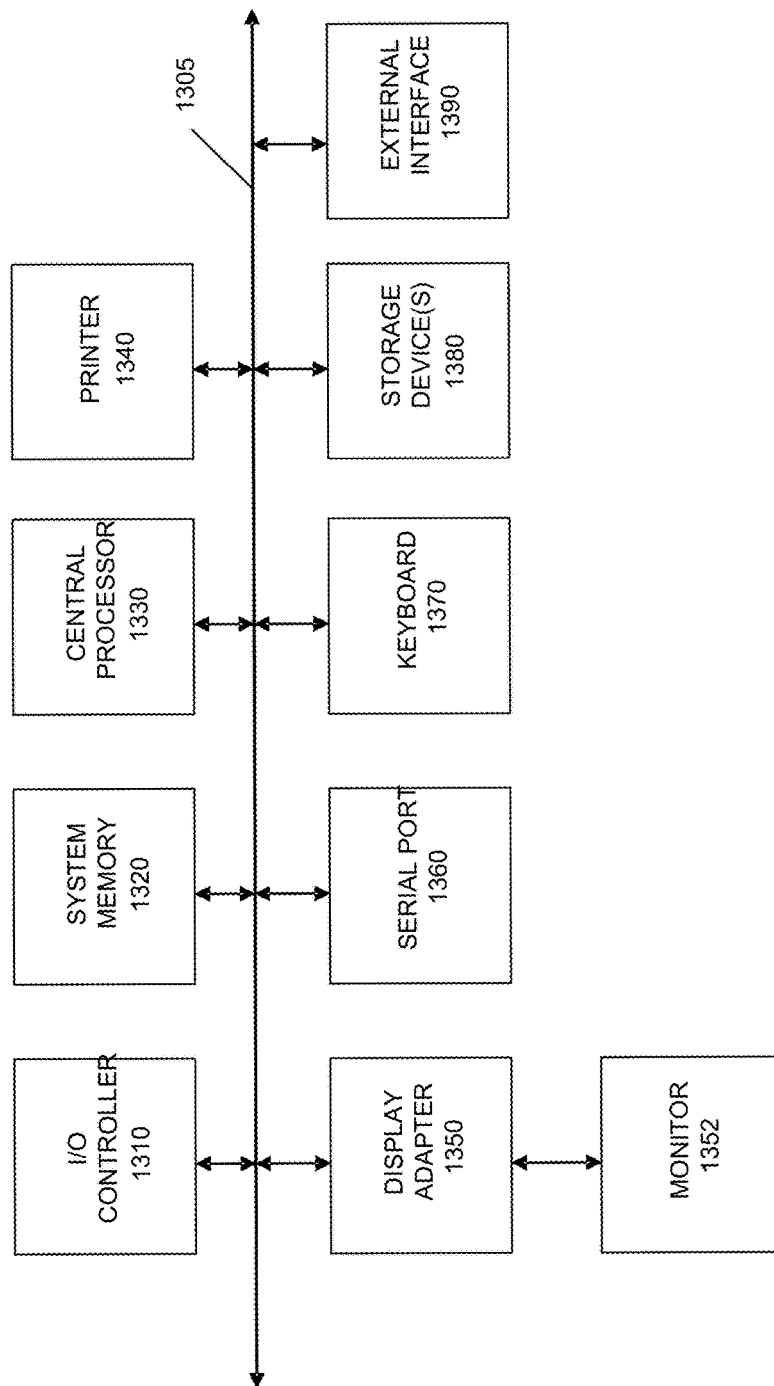 I/O
CONTROLLER
1310
SYSTEM
MEMORY
1320
CENTRAL
PROCESSOR
1330
PRINTER
1340
1305
DISPLAY
ADAPTER
1350
SERIAL PORT
1360
KEYBOARD
1370
STORAGE
DEVICE(S)
1380
EXTERNAL
INTERFACE
1390
MONITOR
1352